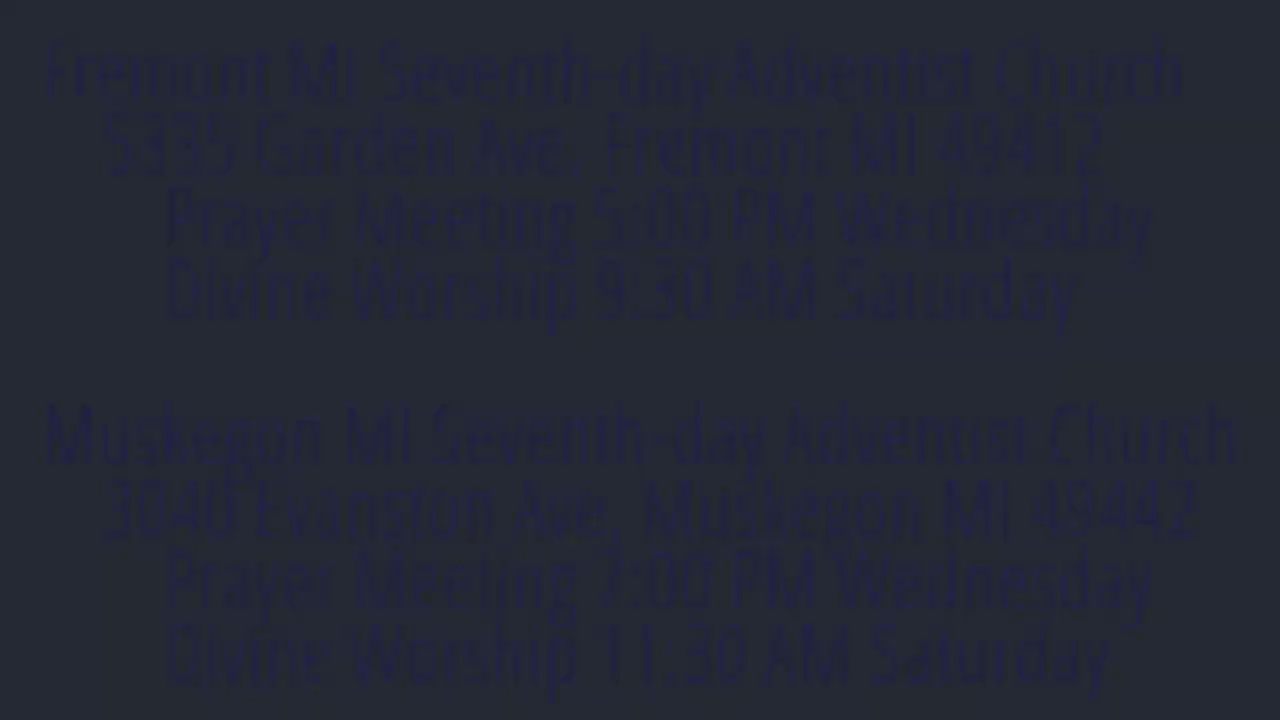 Fremont MI Seventh-day Adventist Church
5335 Garden Ave, Fremont MI 49412
Prayer Meeting 5:00 PM Wednesday
Divine Worship 9:30 AM Saturday
Muskegon MI Seventh-day Adventist Church
3040 Evanston Ave, Muskegon MI 49442
Prayer Meeting 7:00 PM Wednesday
Divine Worship 11:30 AM Saturday